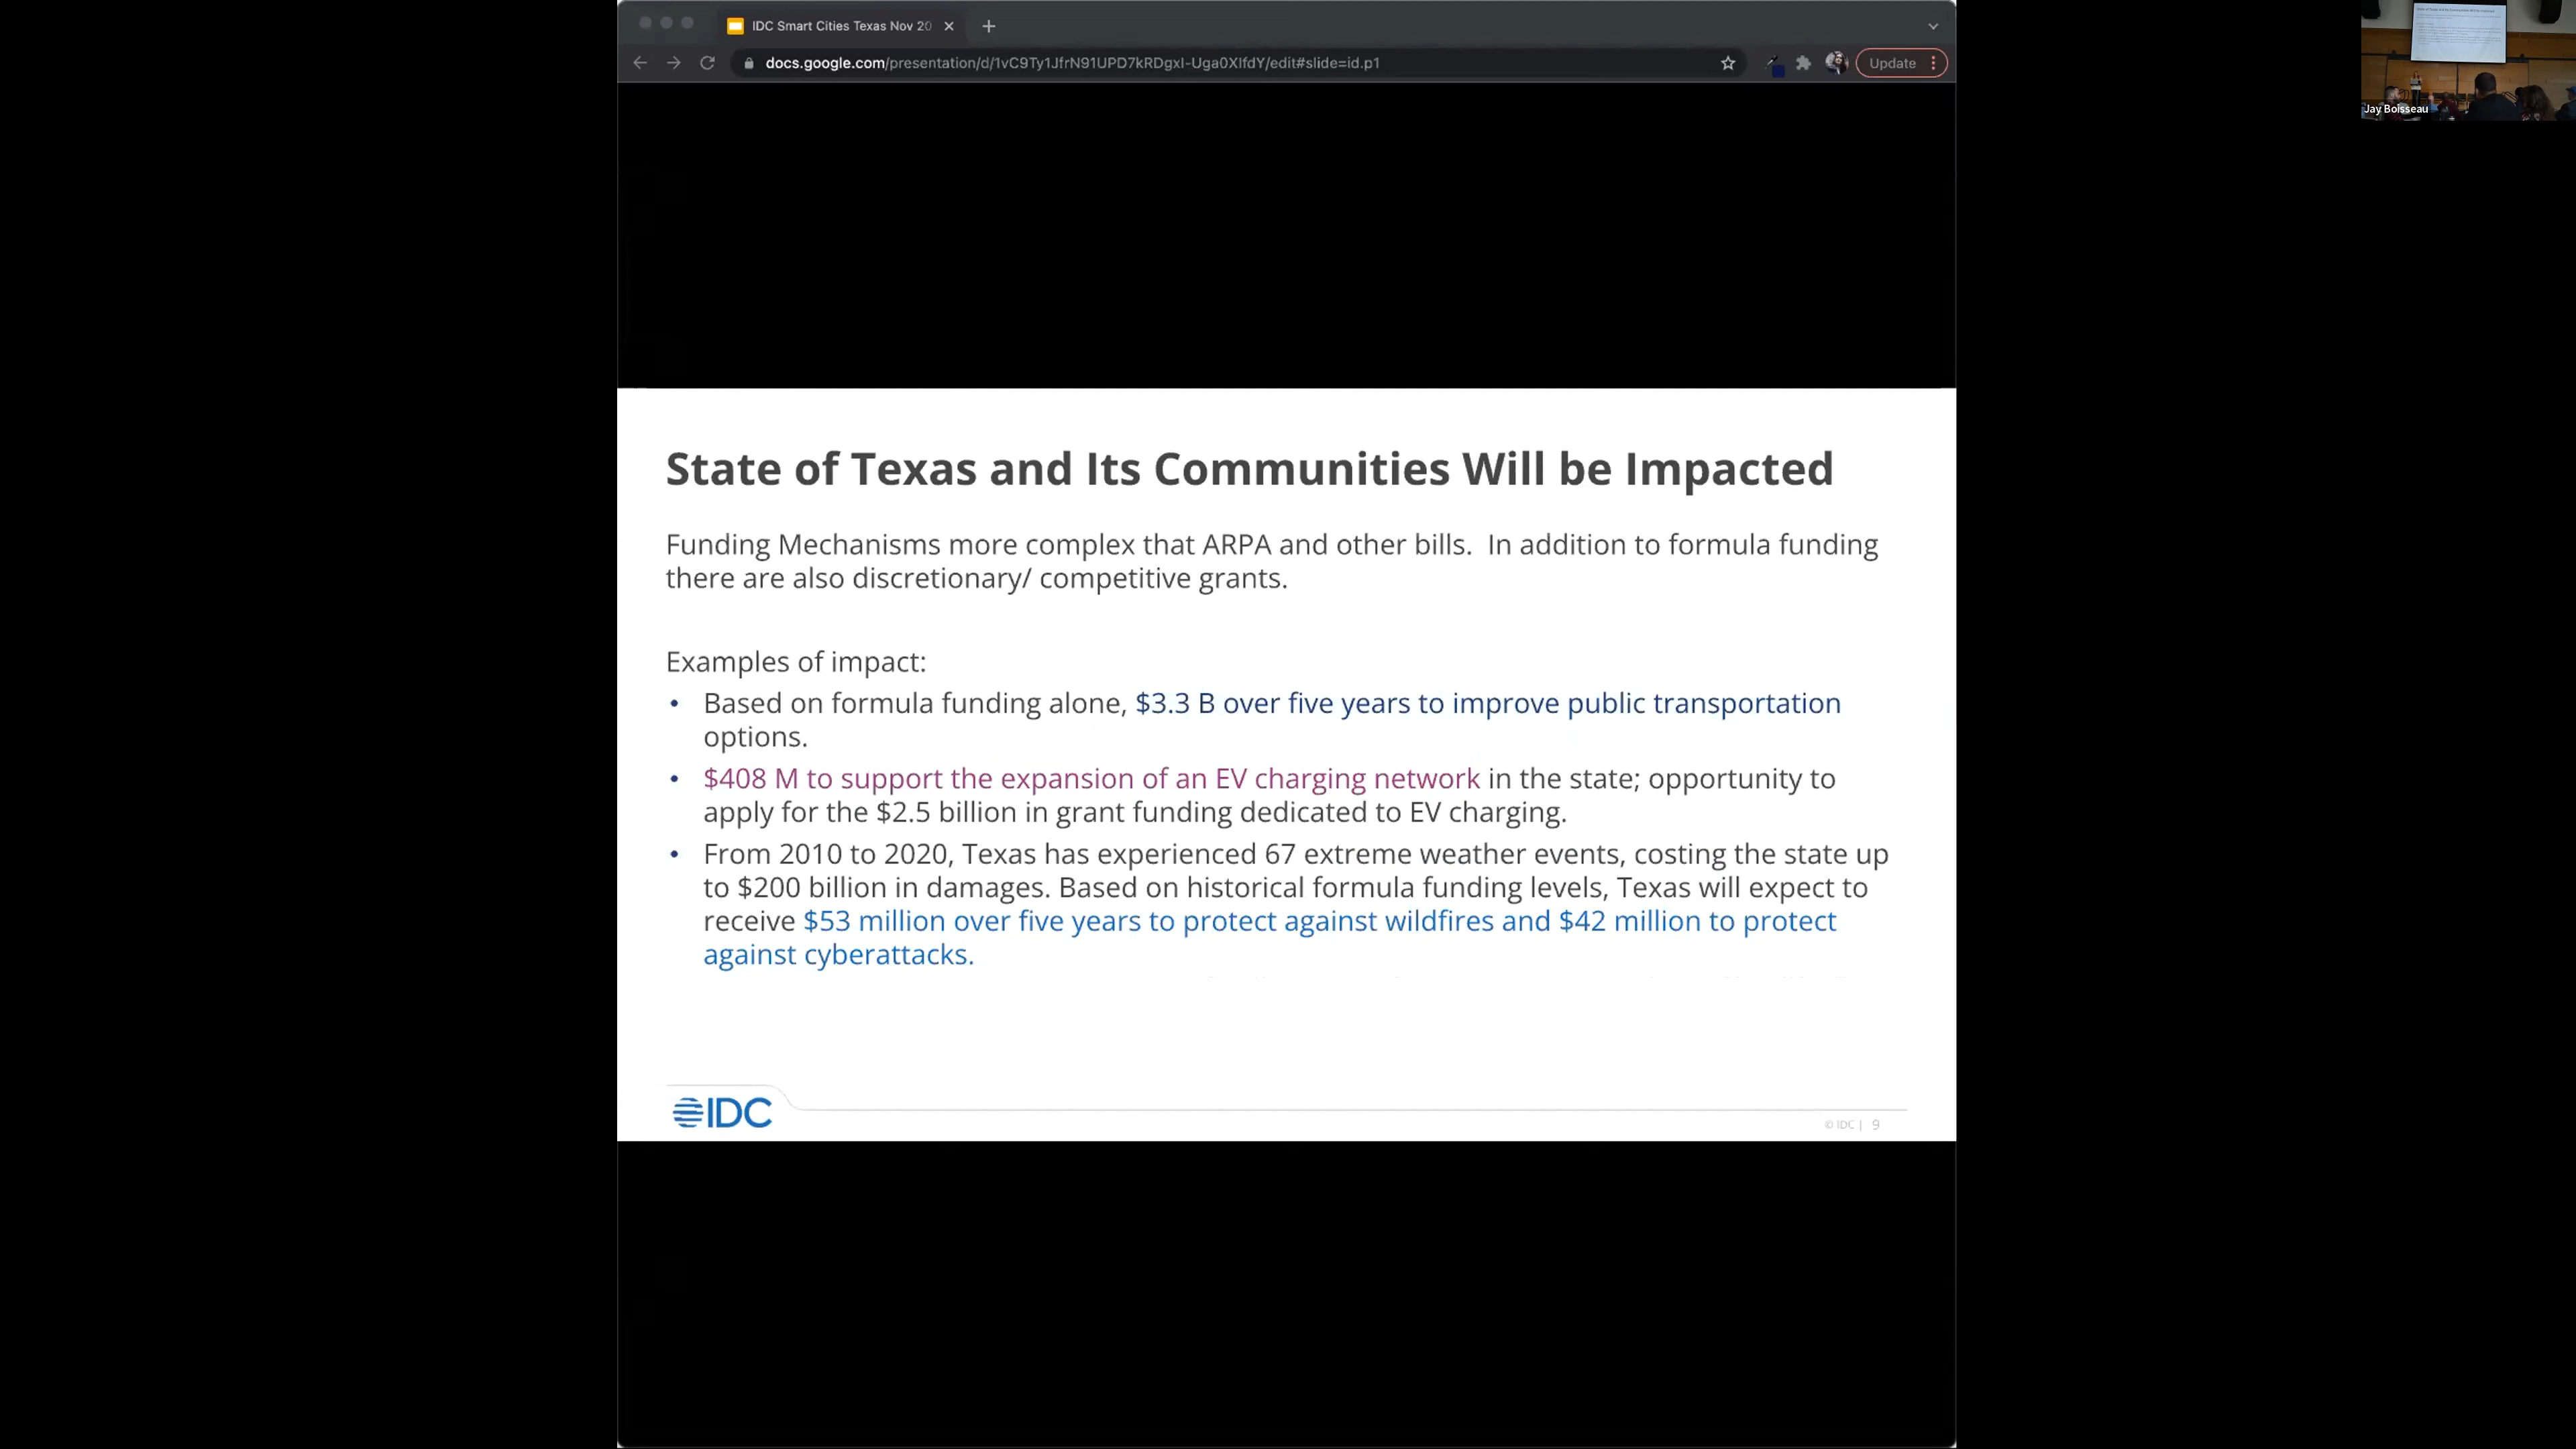 IDC Smart Cities Texas Nov 20
docs.google.com/presentation/d/1vC9Ty1JfrN91UPD7kRDgxI-Uga0XIfdY/edit#slide=id.p1
Update
Jay Boisseau
State of Texas and Its Communities Will be Impacted
Funding Mechanisms more complex that ARPA and other bills.  In addition to formula funding
there are also discretionary/ competitive grants.
Examples of impact:
• Based on formula funding alone, $3.3 B over five years to improve public transportation
options.
• $408 M to support the expansion of an EV charging network in the state; opportunity to
apply for the $2.5 billion in grant funding dedicated to EV charging.
• From 2010 to 2020, Texas has experienced 67 extreme weather events, costing the state up
to $200 billion in damages. Based on historical formula funding levels, Texas will expect to
receive $53 million over five years to protect against wildfires and $42 million to protect
against cyberattacks.
IDC
© IDC | 9